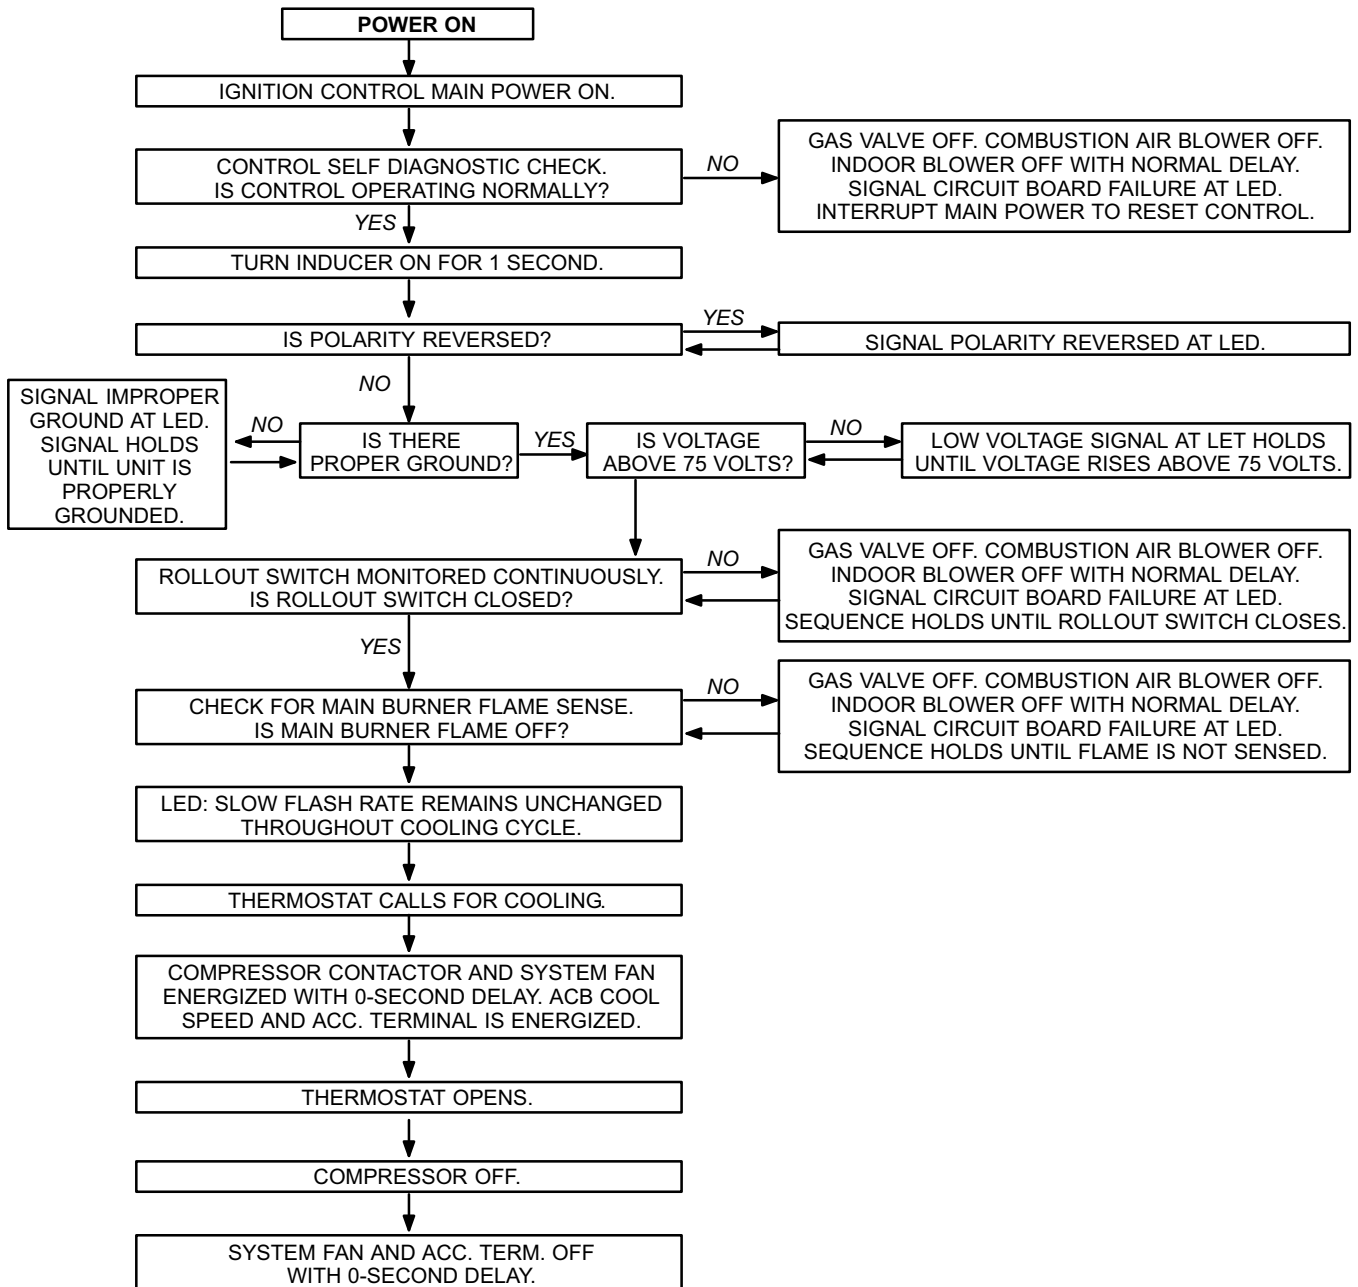 POWER ON
IGNITION CONTROL MAIN POWER ON.
CONTROL SELF DIAGNOSTIC CHECK.
IS CONTROL OPERATING NORMALLY?
NO
GAS VALVE OFF. COMBUSTION AIR BLOWER OFF.
INDOOR BLOWER OFF WITH NORMAL DELAY.
SIGNAL CIRCUIT BOARD FAILURE AT LED.
INTERRUPT MAIN POWER TO RESET CONTROL.
YES
TURN INDUCER ON FOR 1 SECOND.
IS POLARITY REVERSED?
YES
SIGNAL POLARITY REVERSED AT LED.
NO
SIGNAL IMPROPER
GROUND AT LED.
SIGNAL HOLDS
UNTIL UNIT IS
PROPERLY
GROUNDED.
NO
IS THERE
PROPER GROUND?
YES
IS VOLTAGE
ABOVE 75 VOLTS?
NO
LOW VOLTAGE SIGNAL AT LET HOLDS
UNTIL VOLTAGE RISES ABOVE 75 VOLTS.
ROLLOUT SWITCH MONITORED CONTINUOUSLY.
IS ROLLOUT SWITCH CLOSED?
NO
GAS VALVE OFF. COMBUSTION AIR BLOWER OFF.
INDOOR BLOWER OFF WITH NORMAL DELAY.
SIGNAL CIRCUIT BOARD FAILURE AT LED.
SEQUENCE HOLDS UNTIL ROLLOUT SWITCH CLOSES.
YES
CHECK FOR MAIN BURNER FLAME SENSE.
IS MAIN BURNER FLAME OFF?
NO
GAS VALVE OFF. COMBUSTION AIR BLOWER OFF.
INDOOR BLOWER OFF WITH NORMAL DELAY.
SIGNAL CIRCUIT BOARD FAILURE AT LED.
SEQUENCE HOLDS UNTIL FLAME IS NOT SENSED.
LED: SLOW FLASH RATE REMAINS UNCHANGED
THROUGHOUT COOLING CYCLE.
THERMOSTAT CALLS FOR COOLING.
COMPRESSOR CONTACTOR AND SYSTEM FAN
ENERGIZED WITH 0-SECOND DELAY. ACB COOL
SPEED AND ACC. TERMINAL IS ENERGIZED.
THERMOSTAT OPENS.
COMPRESSOR OFF.
SYSTEM FAN AND ACC. TERM. OFF
WITH 0-SECOND DELAY.